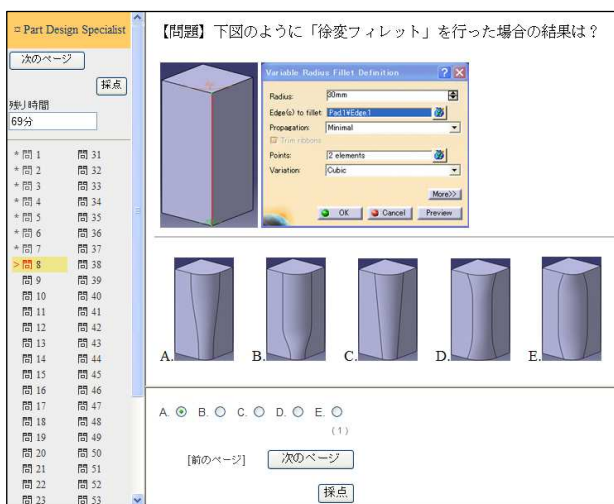 Part Design Specialist
次のページ
採点
残り時間
69分
* 問 1 問 31
* 問 2 問 32
* 問 3 問 33
* 問 4 問 34
* 問 5 問 35
* 問 6 問 36
* 問 7 問 37
> 問 8 問 38
問 9 問 39
問 10 問 40
問 11 問 41
問 12 問 42
問 13 問 43
問 14 問 44
問 15 問 45
問 16 問 46
問 17 問 47
問 18 問 48
問 19 問 49
問 20 問 50
問 21 問 51
問 22 問 52
問 23 問 53
【問題】下図のように「徐変フィレット」を行った場合の結果は?
Variable Radius Fillet Definition
Radius: 30mm
Edge(s) to fillet: Pad1¥Edge.1
Propagation: Minimal
Trim ribbons
Points: 2 elements
Variation: Cubic
More>>
OK Cancel Preview
A. B. C. D. E.
A. B. C. D. E.
(1)
[前のページ] 次のページ
採点